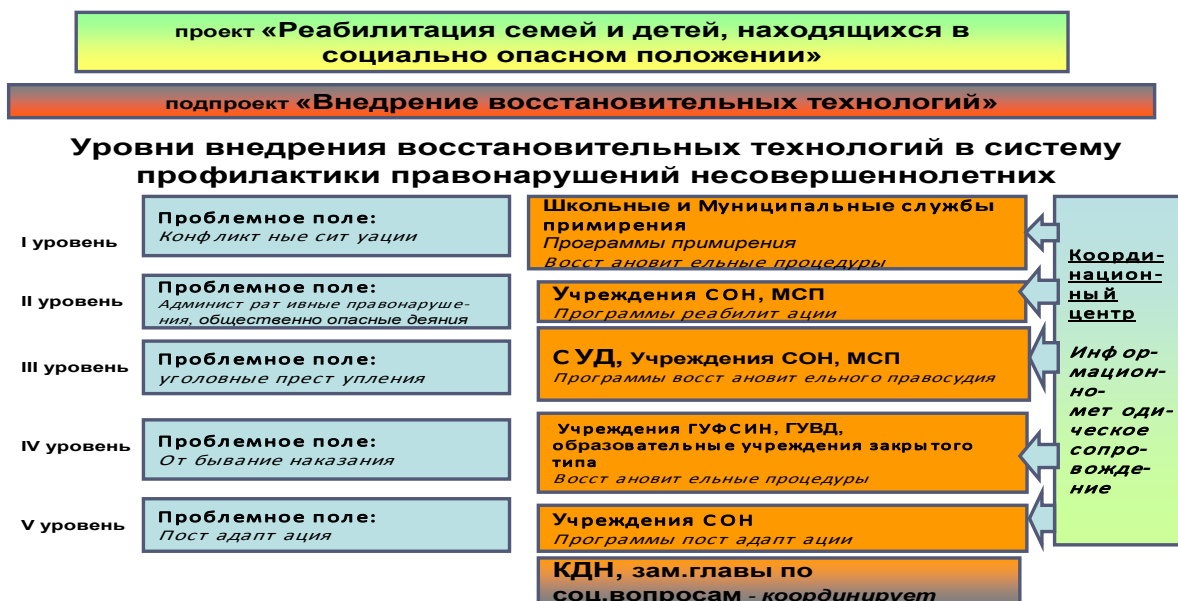 проект «Реабилитация семей и детей, находящихся в
социально опасном положении»
подпроект «Внедрение восстановительных технологий»
Уровни внедрения восстановительных технологий в систему
профилактики правонарушений несовершеннолетних
I уровень
Проблемное поле:
Конфликтные ситуации
Школьные и Муниципальные службы
примирения
Программы примирения
Восстановительные процедуры
II уровень
Проблемное поле:
Административные правонаруше-
ния, общественно опасные деяния
Учреждения СОН, МСП
Программы реабилитации
III уровень
Проблемное поле:
уголовные преступления
СУД, Учреждения СОН, МСП
Программы восстановительного правосудия
IV уровень
Проблемное поле:
Отбывание наказания
Учреждения ГУФСИН, ГУВД,
образовательные учреждения закрытого
типа
Восстановительные процедуры
V уровень
Проблемное поле:
Постадаптация
Учреждения СОН
Программы постадаптации
КДН, зам.главы по
соц.вопросам - координирует
Коорди-
национ-
ный
центр
Инфор-
мацион-
но-
методи-
ческое
сопро-
вожде-
ние